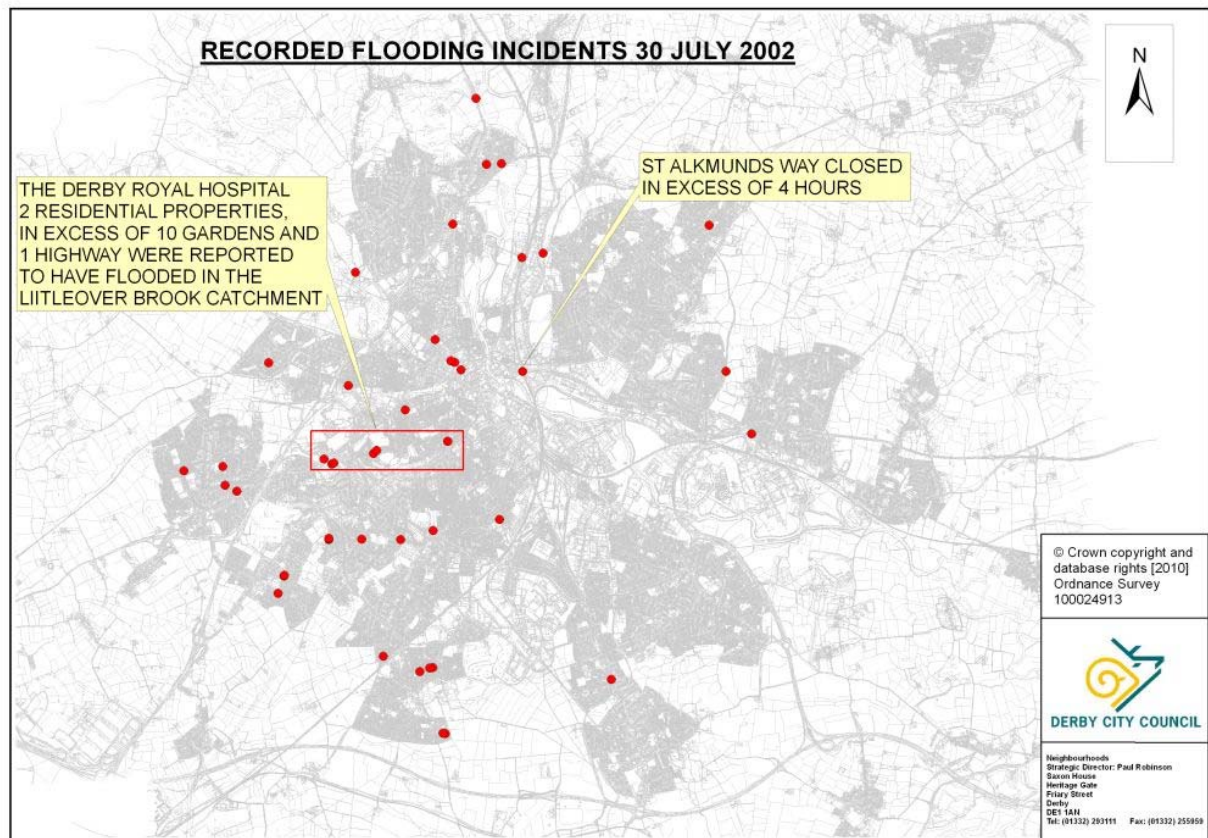 RECORDED FLOODING INCIDENTS 30 JULY 2002
N
THE DERBY ROYAL HOSPITAL
2 RESIDENTIAL PROPERTIES,
IN EXCESS OF 10 GARDENS AND
1 HIGHWAY WERE REPORTED
TO HAVE FLOODED IN THE
LIITLEOVER BROOK CATCHMENT
ST ALKMUNDS WAY CLOSED
IN EXCESS OF 4 HOURS
© Crown copyright and
database rights [2010]
Ordnance Survey
100024913
DERBY CITY COUNCIL
Neighbourhoods
Strategic Director: Paul Robinson
Saxon House
Heritage Gate
Friary Street
Derby
DE1 1AN
Tel: (01332) 293111 Fax: (01332) 255959